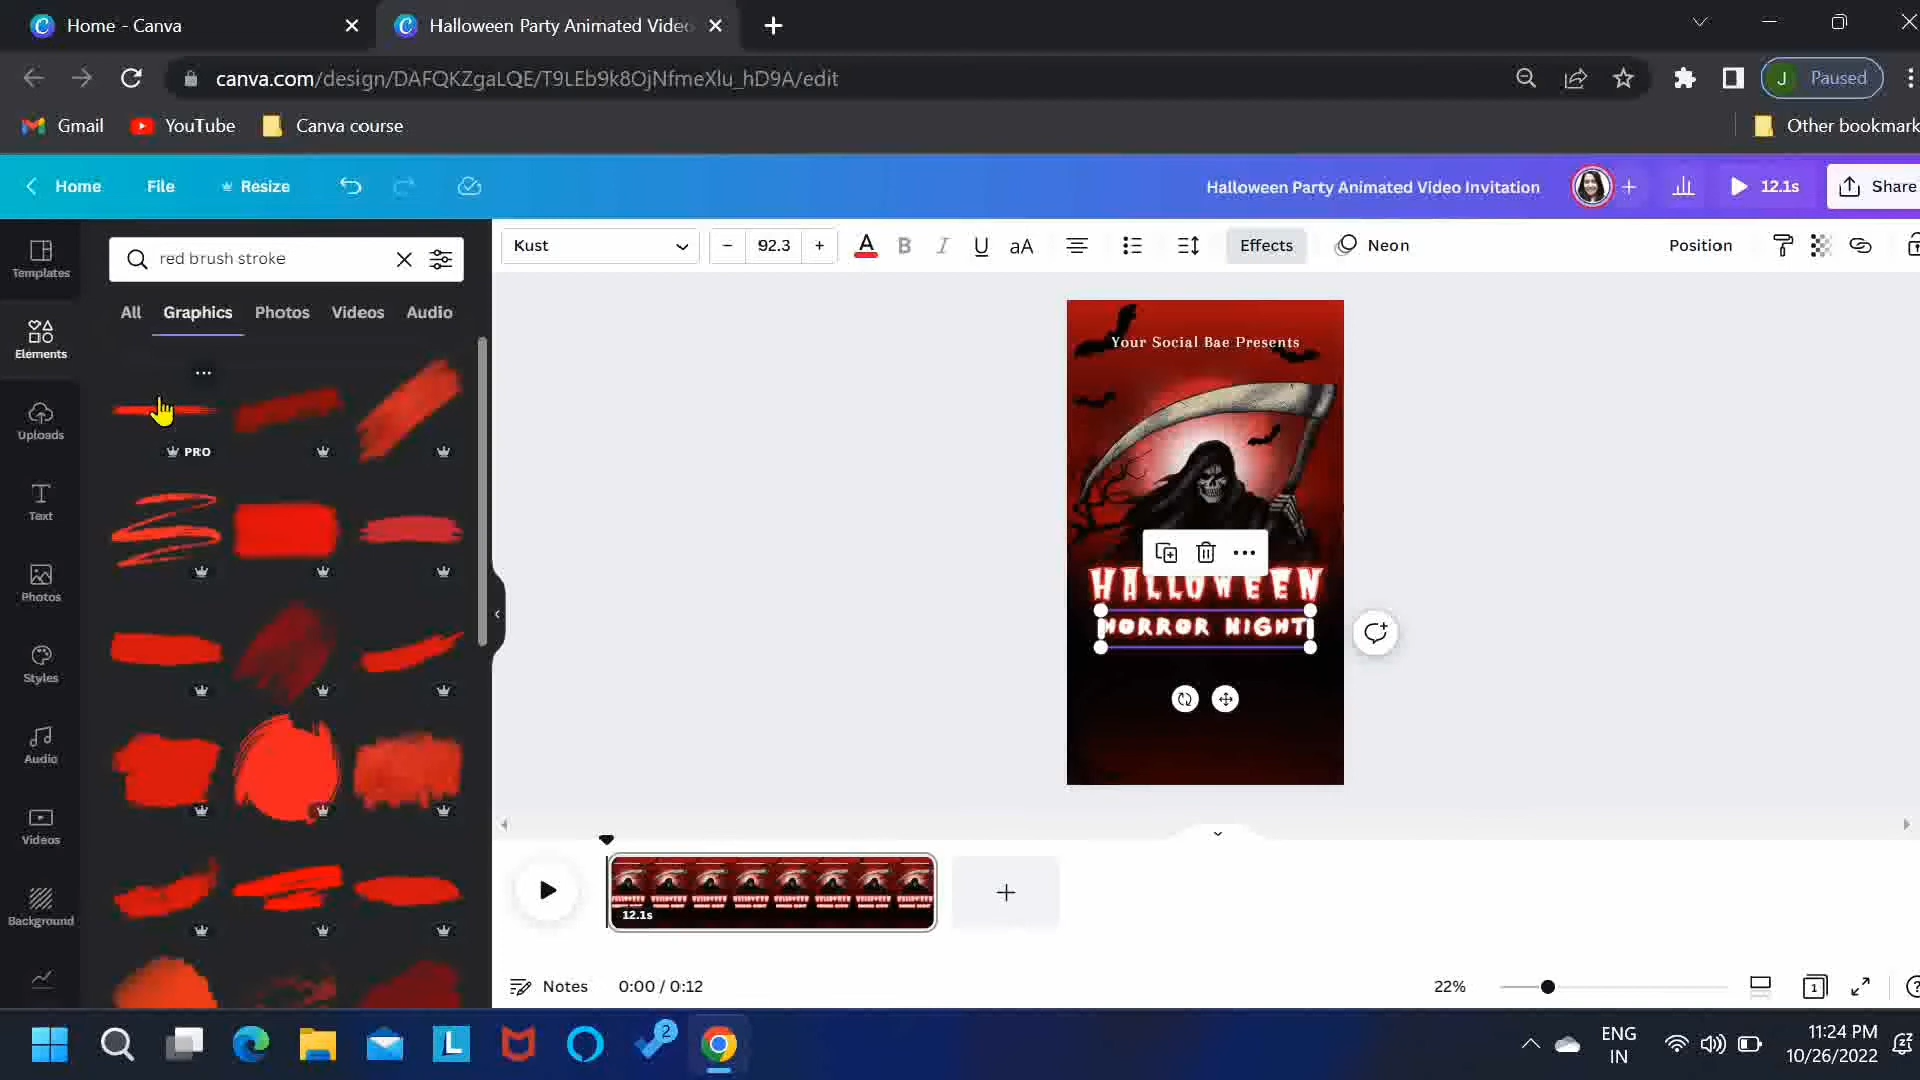 Home - Canva
Halloween Party Animated Video
canva.com/design/DAFQKZgaLQE/T9LEb9k8OjNfmeXlu_hD9A/edit
J Paused
Gmail
YouTube
Canva course
Other bookmark
Home
File
Resize
Halloween Party Animated Video Invitation
12.1s
Share
red brush stroke
Kust
92.3
A
B
I
U
aA
Effects
Neon
Position
Templates
Elements
Uploads
Text
Photos
Styles
Audio
Videos
Background
All
Graphics
Photos
Videos
Audio
PRO
Your Social Bae Presents
HALLOWEEN
HORROR NIGHT
12.1s
Notes
0:00 / 0:12
22%
1
2
ENG
IN
11:24 PM
10/26/2022